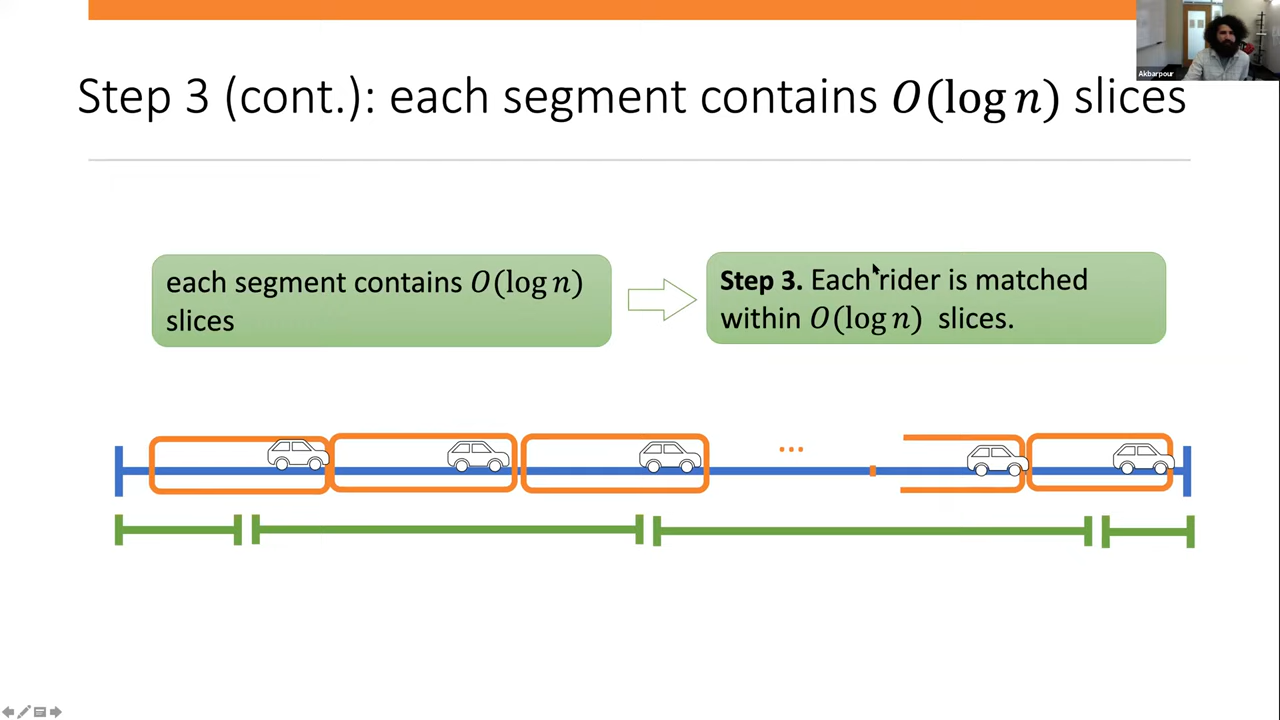 Akbarpour
Step 3 (cont.): each segment contains O(log n) slices
each segment contains O(log n)
slices
Step 3. Each rider is matched
within O(log n) slices.
...